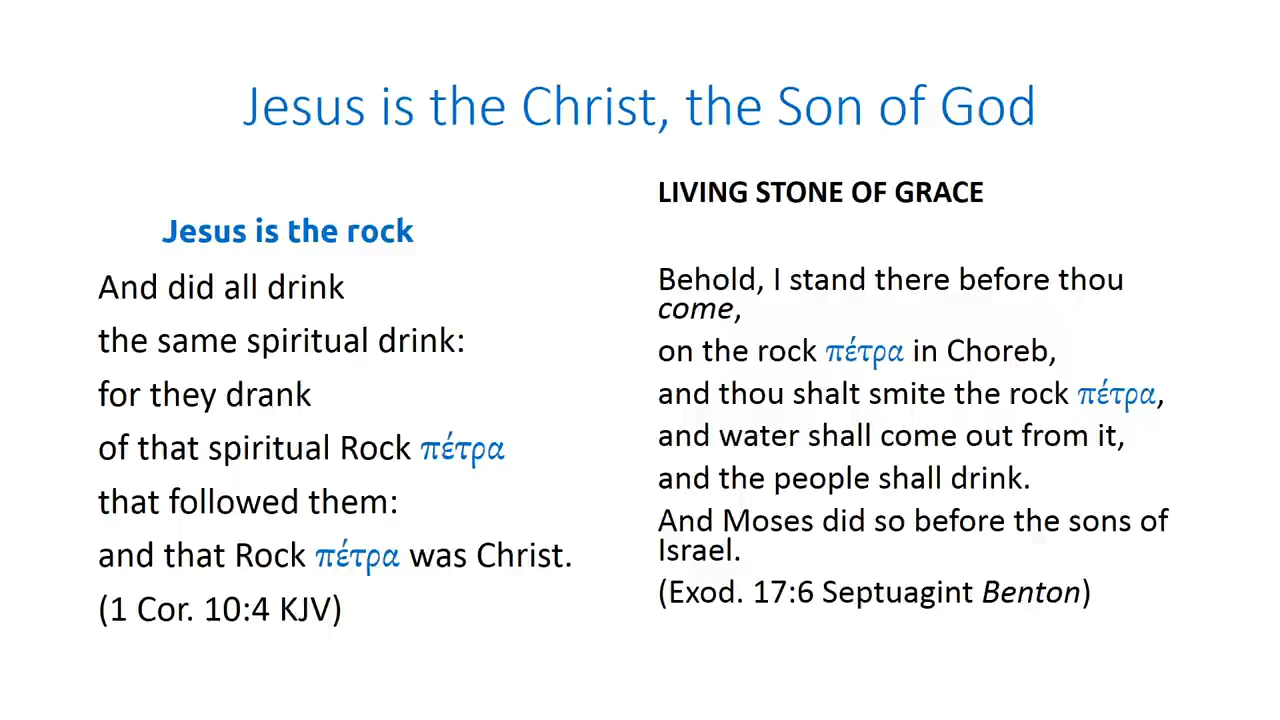 Jesus is the Christ, the Son of God
Jesus is the rock
And did all drink
the same spiritual drink:
for they drank
of that spiritual Rock πέτρα
that followed them:
and that Rock πέτρα was Christ.
(1 Cor. 10:4 KJV)
LIVING STONE OF GRACE
Behold, I stand there before thou
come,
on the rock πέτρα in Choreb,
and thou shalt smite the rock πέτρα,
and water shall come out from it,
and the people shall drink.
And Moses did so before the sons of
Israel.
(Exod. 17:6 Septuagint Benton)